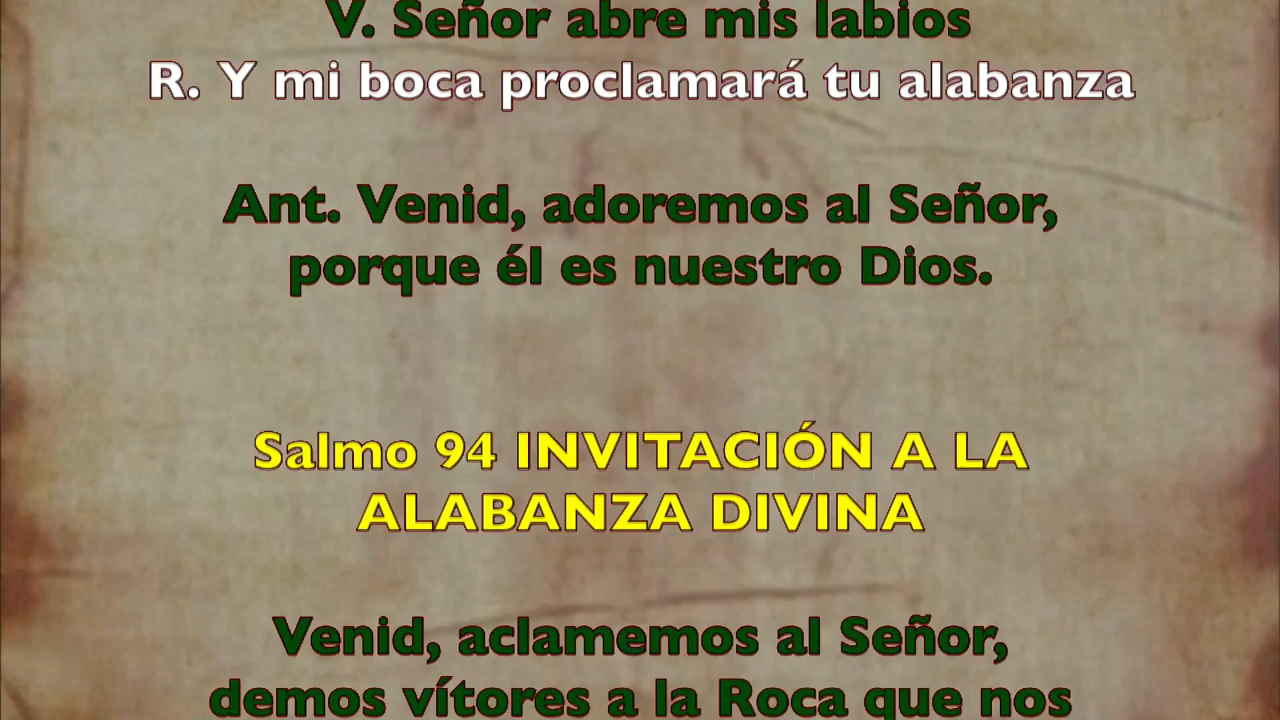 V. Señor abre mis labios
R. Y mi boca proclamará tu alabanza
Ant. Venid, adoremos al Señor,
porque él es nuestro Dios.
Salmo 94 INVITACIÓN A LA
ALABANZA DIVINA
Venid, aclamemos al Señor,
demos vítores a la Roca que nos